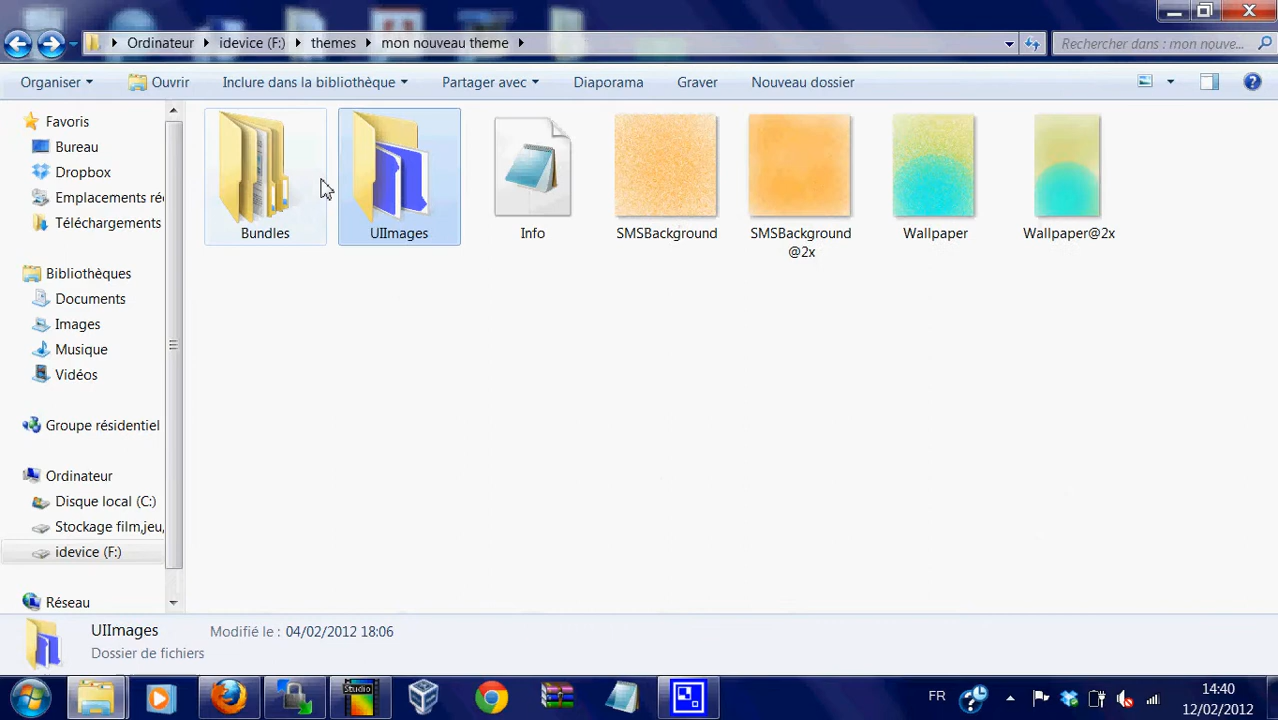 Ordinateur idevice (F:) themes mon nouveau theme
Rechercher dans : mon nouve...
Organiser Ouvrir Inclure dans la bibliothèque Partager avec Diaporama Graver Nouveau dossier
Favoris
Bureau
Dropbox
Emplacements ré
Téléchargements
Bibliothèques
Documents
Images
Musique
Vidéos
Groupe résidentiel
Ordinateur
Disque local (C:)
Stockage film,jeu,
idevice (F:)
Réseau
Bundles
UIImages
Info
SMSBackground
SMSBackground
@2x
Wallpaper
Wallpaper@2x
UIImages Modifié le : 04/02/2012 18:06
Dossier de fichiers
Studio
FR
14:40
12/02/2012